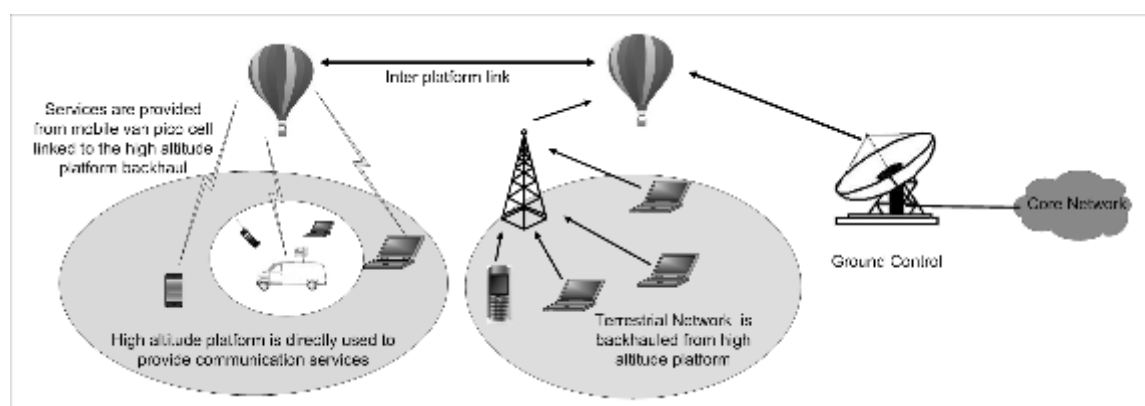 Inter platform link
Services are provided
from mobile van pico cell
linked to the high altitude
platform backhaul
Core Network
Ground Control
High altitude platform is directly used to
provide communication services
Terrestrial Network is
backhauled from high
altitude platform